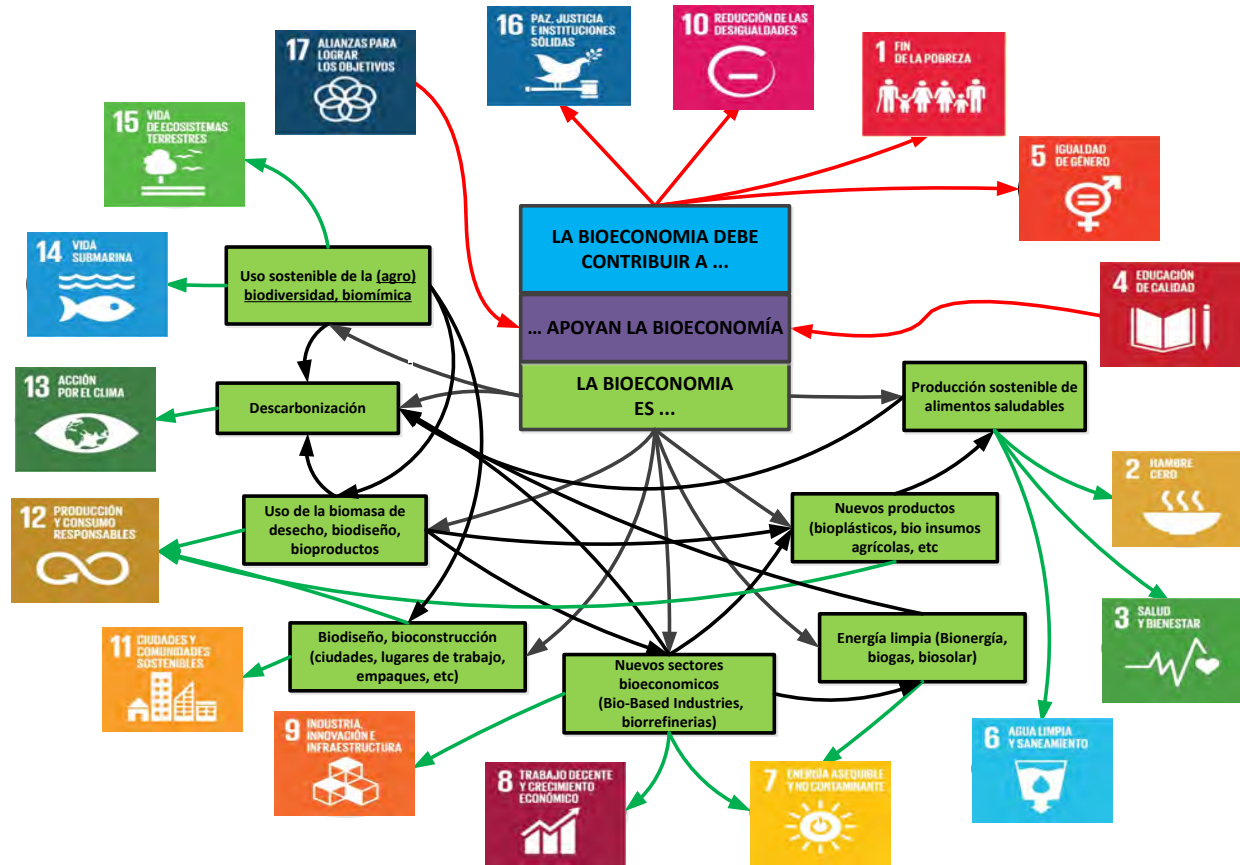 16 PAZ, JUSTICIA
E INSTITUCIONES
SÓLIDAS
10 REDUCCIÓN DE LAS
DESIGUALDADES
17 ALIANZAS PARA
LOGRAR
LOS OBJETIVOS
1 FIN
DE LA POBREZA
15 VIDA
DE ECOSISTEMAS
TERRESTRES
5 IGUALDAD
DE GÉNERO
LA BIOECONOMIA DEBE
CONTRIBUIR A ...
14 VIDA
SUBMARINA
Uso sostenible de la (agro)
biodiversidad, biomímica
4 EDUCACIÓN
DE CALIDAD
... APOYAN LA BIOECONOMÍA
13 ACCIÓN
POR EL CLIMA
Descarbonización
LA BIOECONOMIA
ES ...
Producción sostenible de
alimentos saludables
2 HAMBRE
CERO
12 PRODUCCIÓN
Y CONSUMO
RESPONSABLES
Uso de la biomasa de
desecho, biodiseño,
bioproductos
Nuevos productos
(bioplásticos, bio insumos
agrícolas, etc
3 SALUD
Y BIENESTAR
11 CIUDADES Y
COMUNIDADES
SOSTENIBLES
Biodiseño, bioconstrucción
(ciudades, lugares de trabajo,
empaques, etc)
Nuevos sectores
bioeconomicos
(Bio-Based Industries,
biorrefinerias)
Energía limpia (Bionergía,
biogas, biosolar)
9 INDUSTRIA,
INNOVACIÓN E
INFRAESTRUCTURA
6 AGUA LIMPIA
Y SANEAMIENTO
8 TRABAJO DECENTE
Y CRECIMIENTO
ECONÓMICO
7 ENERGÍA ASEQUIBLE
Y NO CONTAMINANTE